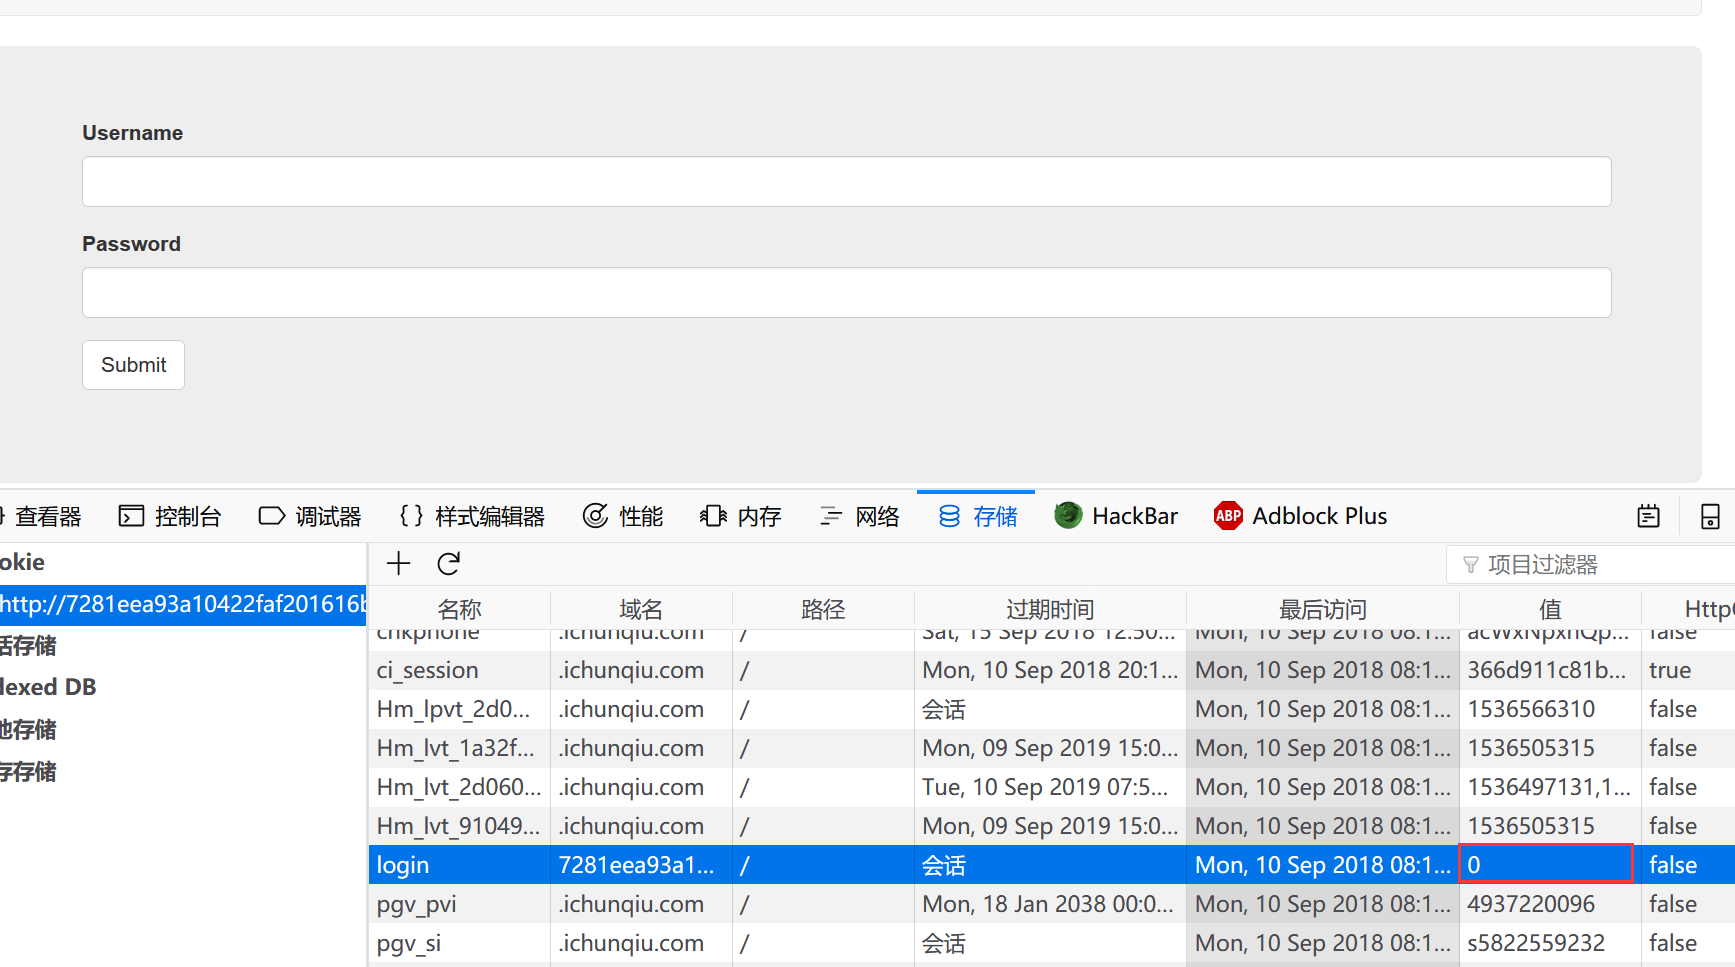 Username
Password
Submit
查看器 控制台 调试器 样式编辑器 性能 内存 网络 存储 HackBar ABP Adblock Plus
okie
项目过滤器
http://7281eea93a10422faf201616b
名称 域名 路径 过期时间 最后访问 值 Http
chkphone .ichunqiu.com / Sat, 15 Sep 2018 12:50... Mon, 10 Sep 2018 08:1... acWxNpxhQp... false
活存储
ci_session .ichunqiu.com / Mon, 10 Sep 2018 20:1... Mon, 10 Sep 2018 08:1... 366d911c81b... true
dexed DB
Hm_lpvt_2d0... .ichunqiu.com / 会话 Mon, 10 Sep 2018 08:1... 1536566310 false
他存储
Hm_lvt_1a32f... .ichunqiu.com / Mon, 09 Sep 2019 15:0... Mon, 10 Sep 2018 08:1... 1536505315 false
存存储
Hm_lvt_2d060... .ichunqiu.com / Tue, 10 Sep 2019 07:5... Mon, 10 Sep 2018 08:1... 1536497131,1... false
Hm_lvt_91049... .ichunqiu.com / Mon, 09 Sep 2019 15:0... Mon, 10 Sep 2018 08:1... 1536505315 false
login 7281eea93a1... / 会话 Mon, 10 Sep 2018 08:1... 0 false
pgv_pvi .ichunqiu.com / Mon, 18 Jan 2038 00:0... Mon, 10 Sep 2018 08:1... 4937220096 false
pgv_si .ichunqiu.com / 会话 Mon, 10 Sep 2018 08:1... s5822559232 false